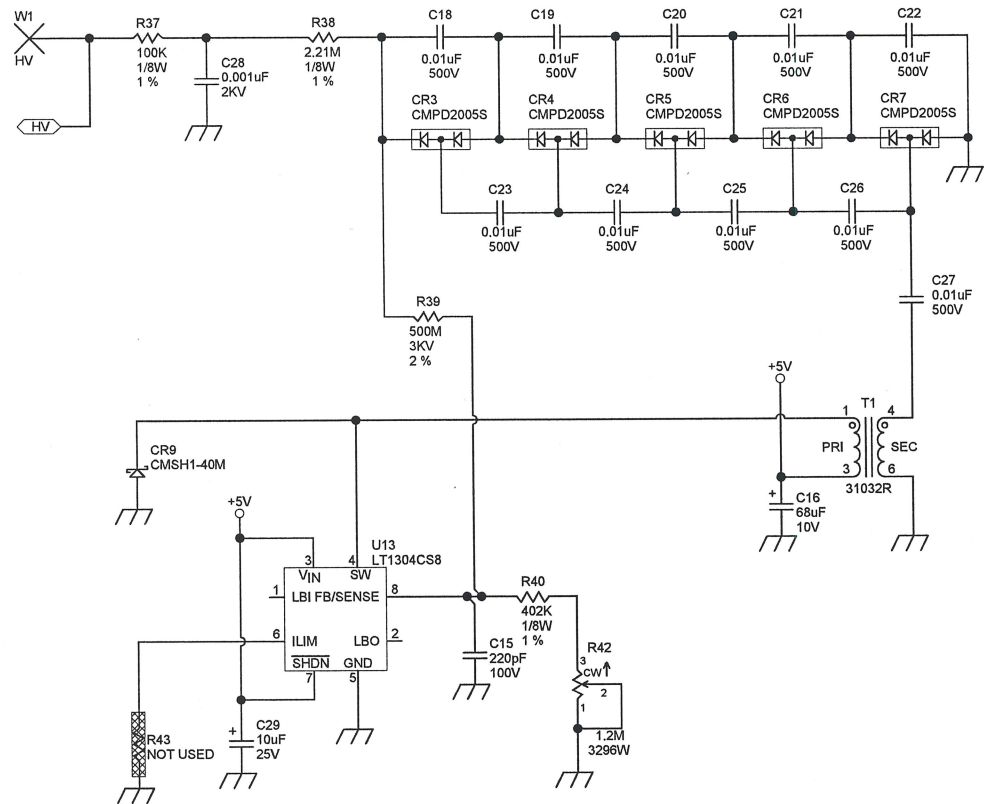 W1
HV
HV
R37
100K
1/8W
1 %
C28
0.001uF
2KV
R38
2.21M
1/8W
1 %
C18
0.01uF
500V
C19
0.01uF
500V
C20
0.01uF
500V
C21
0.01uF
500V
C22
0.01uF
500V
CR3
CMPD2005S
CR4
CMPD2005S
CR5
CMPD2005S
CR6
CMPD2005S
CR7
CMPD2005S
C23
0.01uF
500V
C24
0.01uF
500V
C25
0.01uF
500V
C26
0.01uF
500V
C27
0.01uF
500V
R39
500M
3KV
2 %
+5V
T1
1
4
PRI
SEC
3
6
31032R
+
C16
68uF
10V
CR9
CMSH1-40M
+5V
U13
LT1304CS8
3
4
VIN
SW
1
LBI
FB/SENSE
8
6
ILIM
LBO
2
SHDN
GND
7
5
R40
402K
1/8W
1 %
C15
220pF
100V
R42
3
CW
2
1
1.2M
3296W
R43
NOT USED
+
C29
10uF
25V